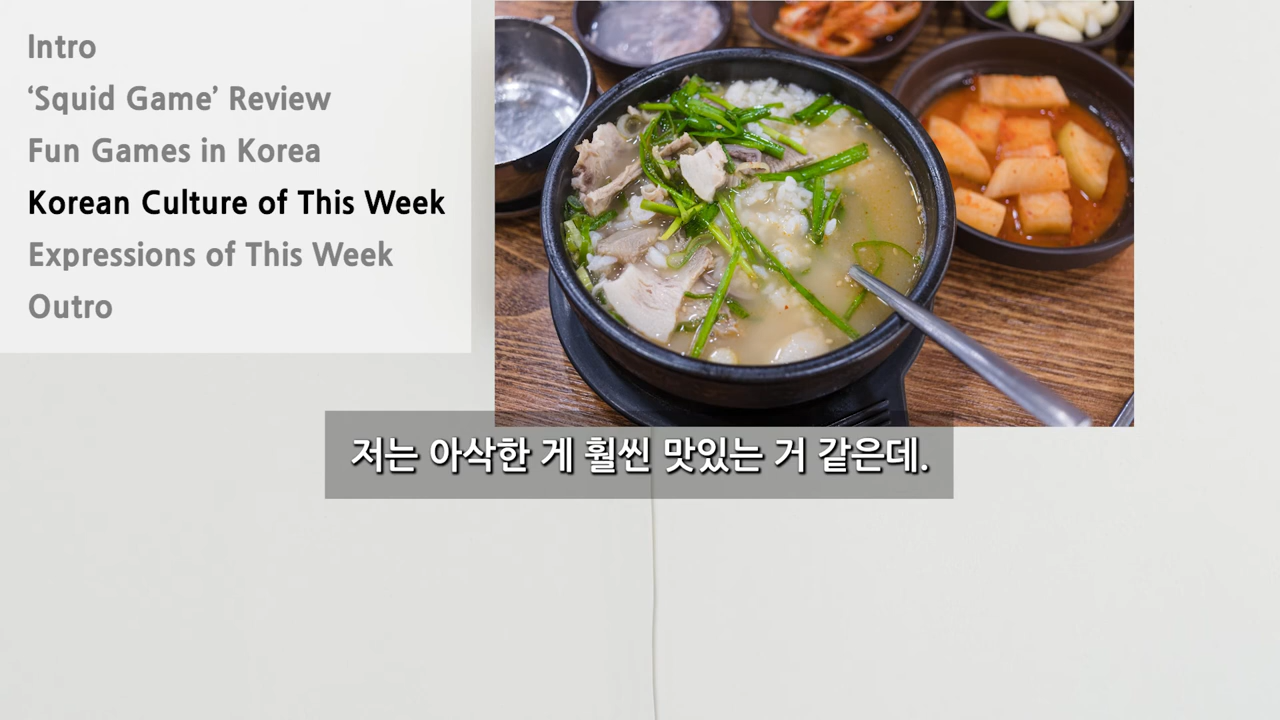 Intro
‘Squid Game’ Review
Fun Games in Korea
Korean Culture of This Week
Expressions of This Week
Outro
저는 아삭한 게 훨씬 맛있는 거 같은데.